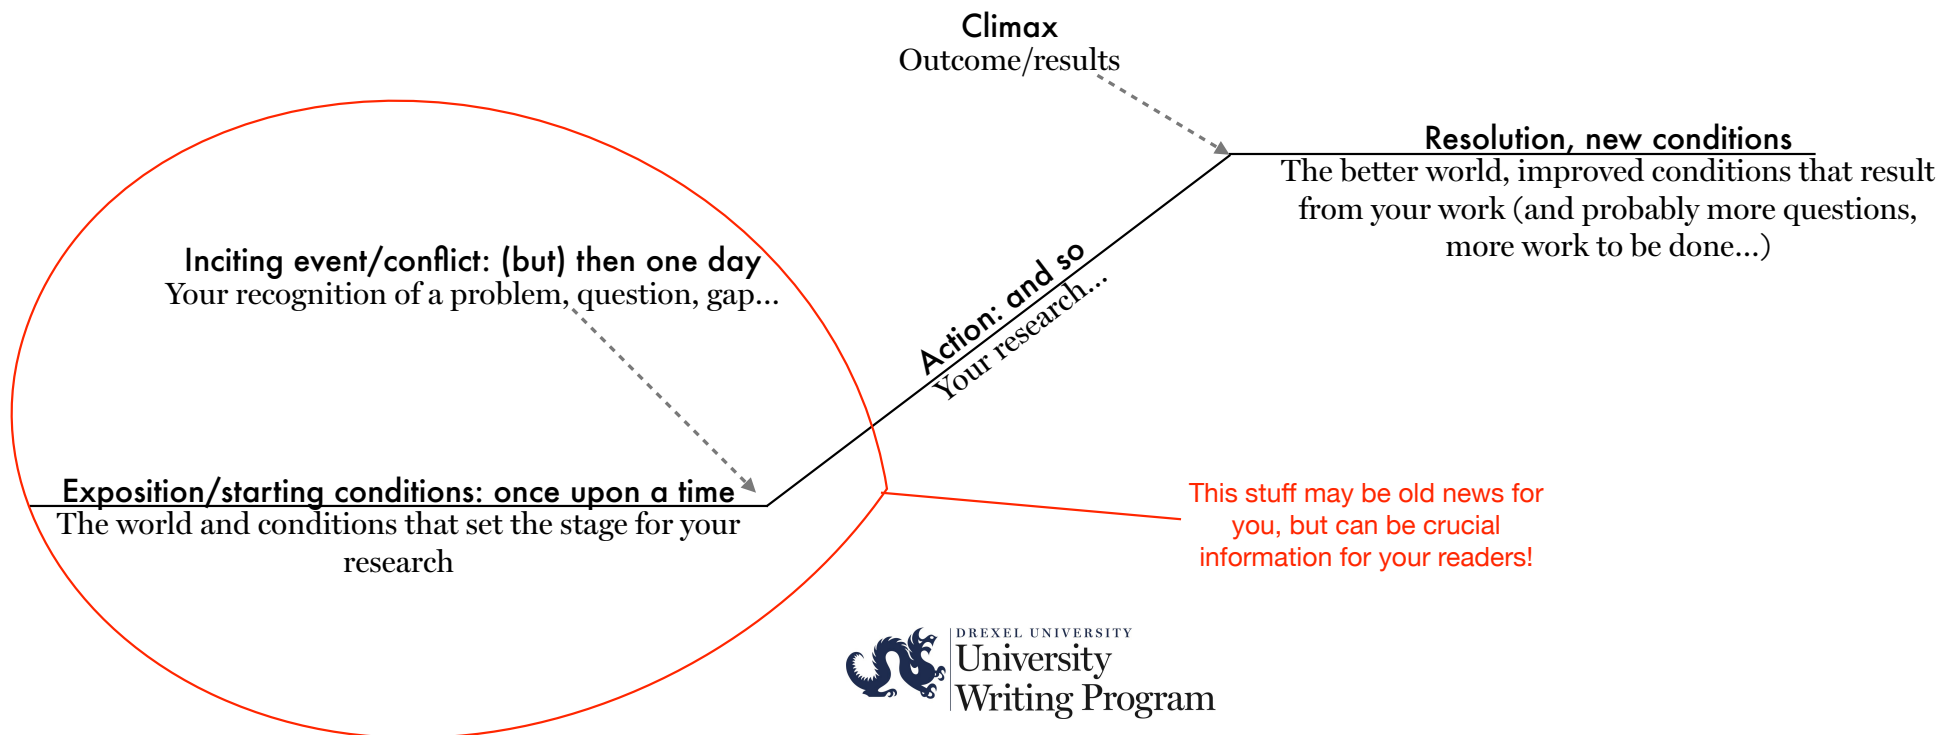 Climax
Outcome/results
Resolution, new conditions
The better world, improved conditions that result
from your work (and probably more questions,
more work to be done...)
Inciting event/conflict: (but) then one day
Your recognition of a problem, question, gap...
Action: and so
Your research...
Exposition/starting conditions: once upon a time
The world and conditions that set the stage for your
research
This stuff may be old news for
you, but can be crucial
information for your readers!
DREXEL UNIVERSITY
University
Writing Program